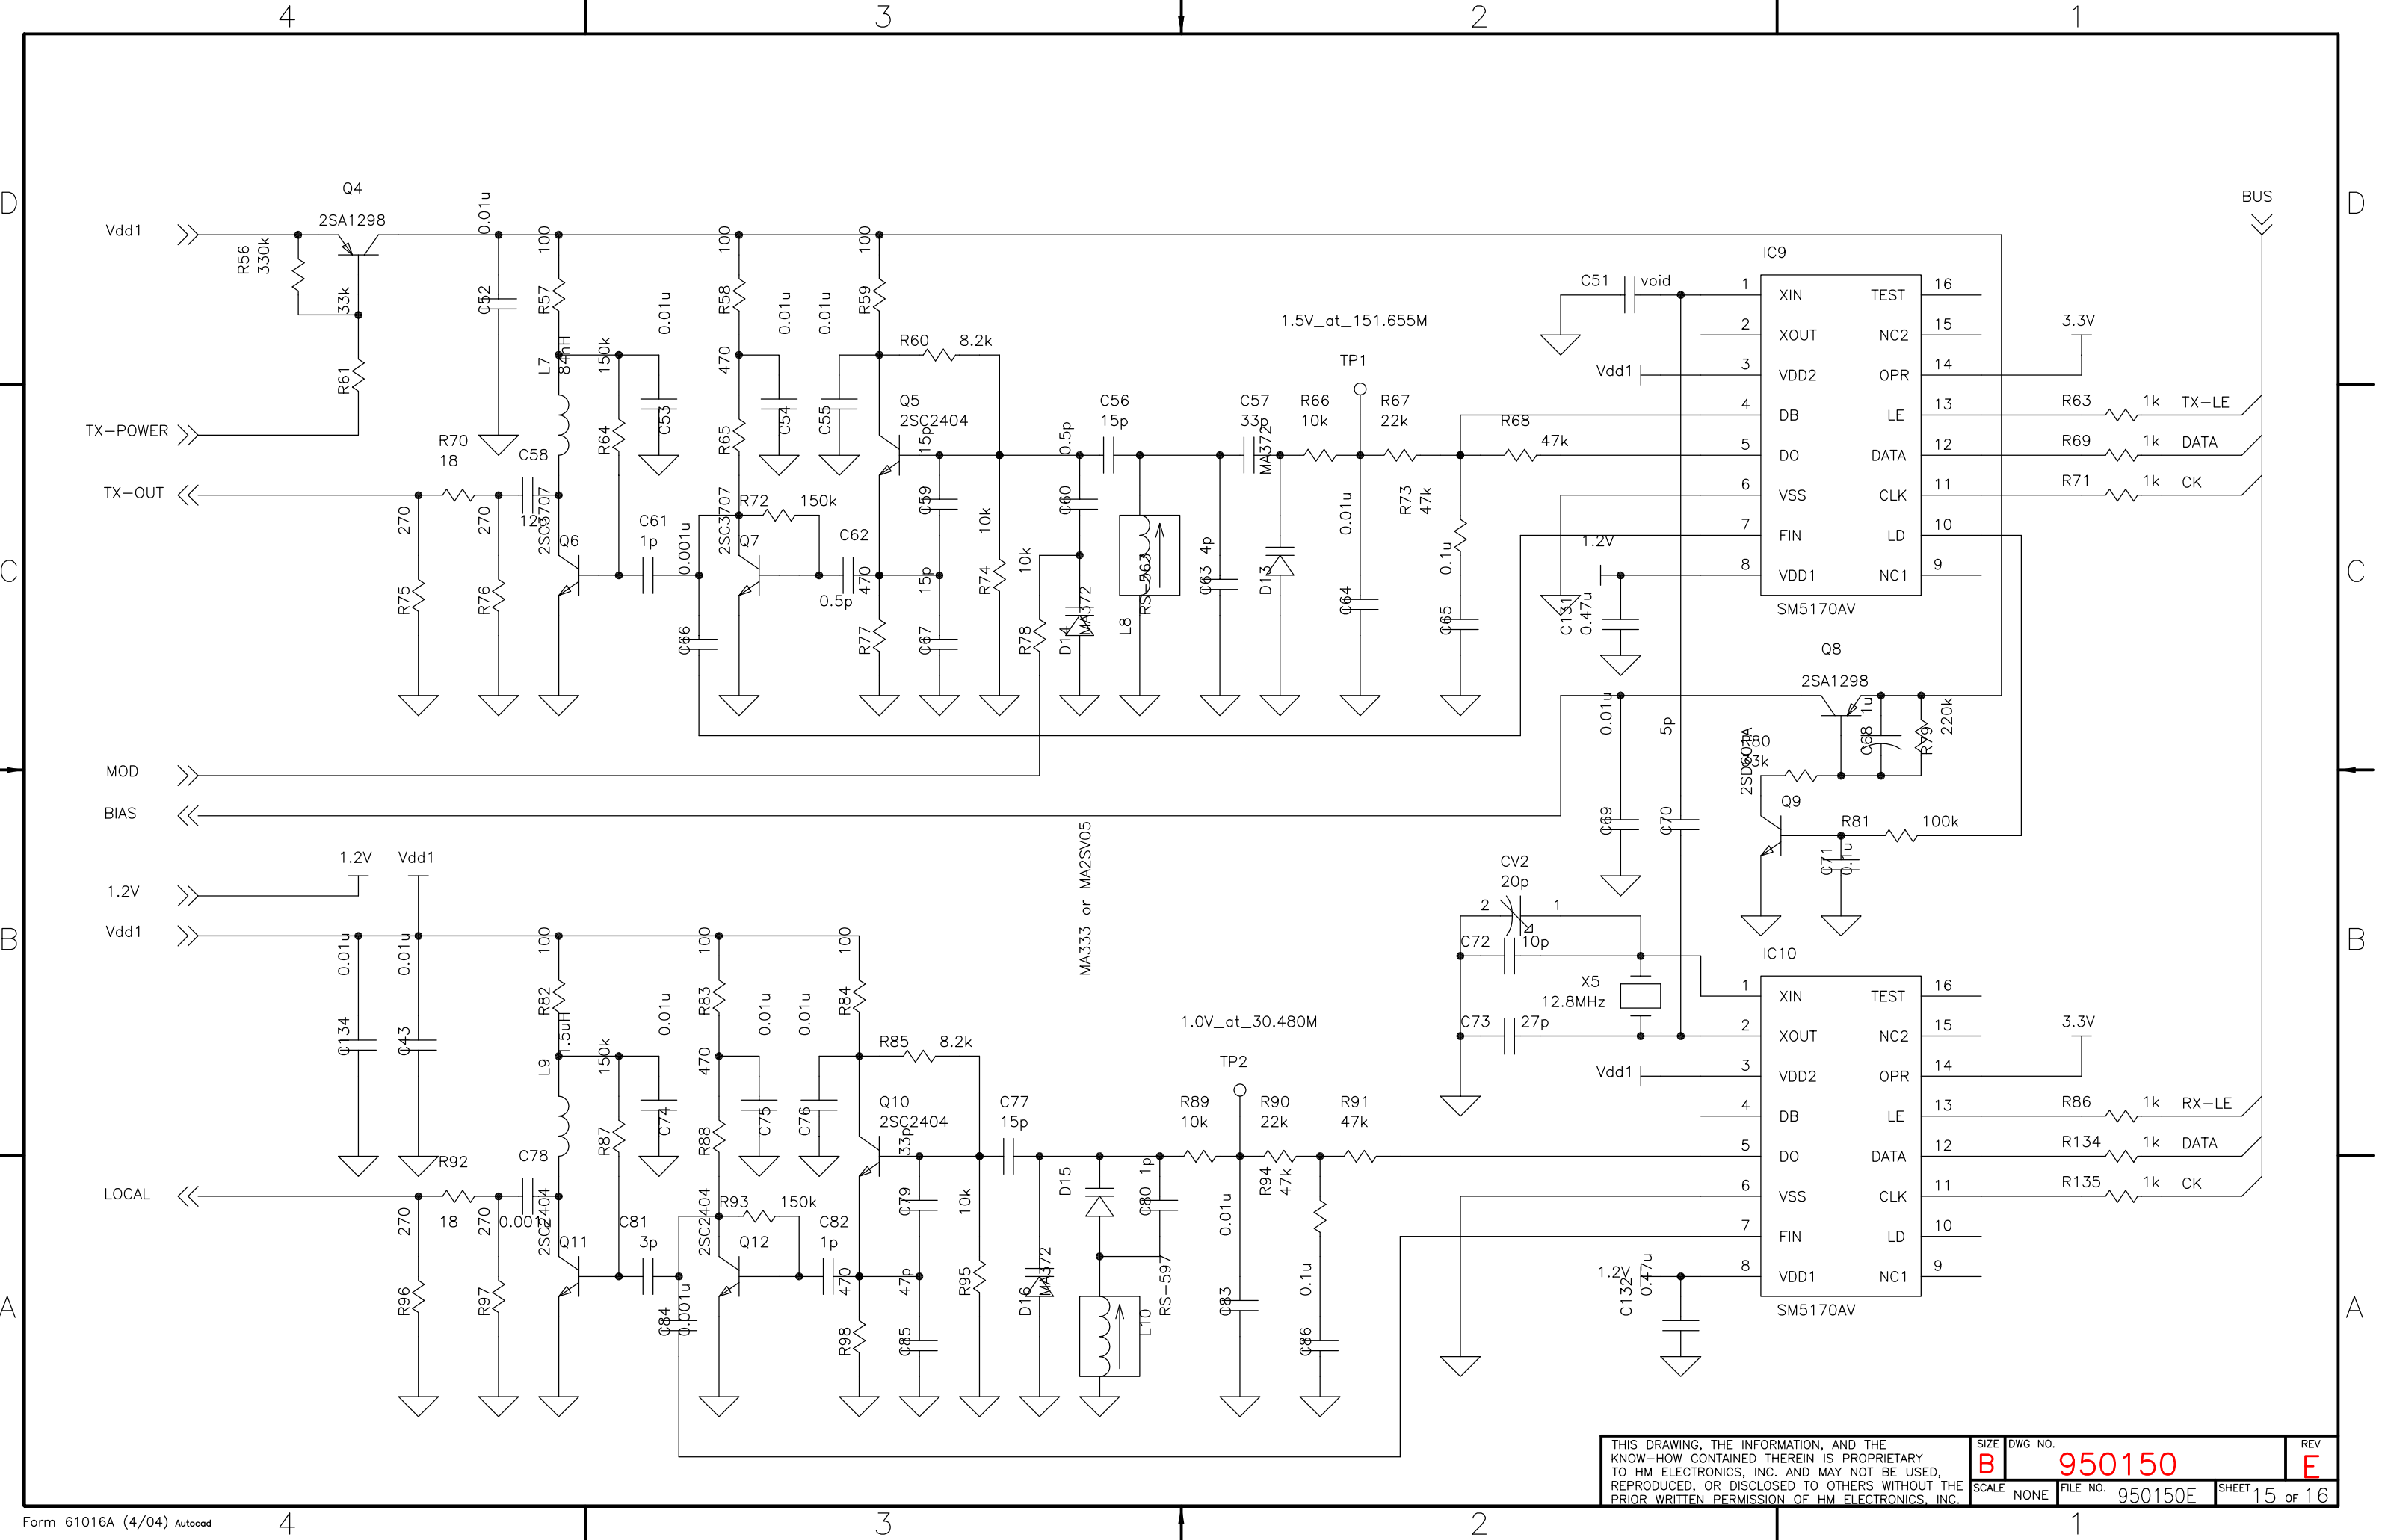 4
3
2
1
D
D
BUS
Q4
2SA1298
Vdd1
R56
330k
33k
R61
TX-POWER
TX-OUT
0.01u
C52
100
R57
L7
84nH
150k
R64
0.01u
C53
100
R58
470
R65
0.01u
C54
0.01u
C55
100
R59
R60
8.2k
Q5
2SC2404
1.5V_at_151.655M
TP1
C51
void
IC9
1
XIN
TEST
16
2
XOUT
NC2
15
3.3V
Vdd1
3
VDD2
OPR
14
4
DB
LE
13
R63
1k
TX-LE
5
DO
DATA
12
R69
1k
DATA
6
VSS
CLK
11
R71
1k
CK
7
FIN
LD
10
8
VDD1
NC1
9
SM5170AV
R70
18
C58
12p
2SC3707
Q6
270
R75
270
R76
C61
1p
0.001u
C66
2SC3707
R72
150k
Q7
C62
0.5p
470
R77
15p
C59
15p
C67
10k
R74
10k
R78
0.5p
C60
D14
MA372
C56
15p
L8
RS-563
C63
4p
C57
33p
MA372
D13
R66
10k
0.01u
C64
R67
22k
R73
47k
0.1u
C65
R68
47k
1.2V
C131
0.47u
C
C
Q8
2SA1298
1u
C68
R79
220k
2SD601A
Q9
R81
100k
C71
0.1u
0.01u
C69
5p
C70
MOD
BIAS
1.2V
Vdd1
1.2V
Vdd1
MA333 or MA2SV05
B
B
0.01u
C134
0.01u
C43
100
R82
L9
1.5uH
150k
R87
0.01u
C74
100
R83
470
R88
0.01u
C75
0.01u
C76
100
R84
R85
8.2k
Q10
2SC2404
C77
15p
1.0V_at_30.480M
TP2
CV2
20p
2
1
C72
10p
X5
12.8MHz
C73
27p
IC10
1
XIN
TEST
16
2
XOUT
NC2
15
3.3V
Vdd1
3
VDD2
OPR
14
4
DB
LE
13
R86
1k
RX-LE
5
DO
DATA
12
R134
1k
DATA
6
VSS
CLK
11
R135
1k
CK
7
FIN
LD
10
1.2V
8
VDD1
NC1
9
SM5170AV
C132
0.47u
LOCAL
R92
18
C78
0.001u
2SC2404
Q11
270
R96
270
R97
C81
3p
C84
0.001u
2SC2404
R93
150k
Q12
C82
1p
470
R98
33p
C79
47p
C85
10k
R95
D16
MA372
D15
C80
1p
RS-597
L10
R89
10k
0.01u
C83
R90
22k
R94
47k
0.1u
C86
R91
47k
A
A
THIS DRAWING, THE INFORMATION, AND THE
KNOW-HOW CONTAINED THEREIN IS PROPRIETARY
TO HM ELECTRONICS, INC. AND MAY NOT BE USED,
REPRODUCED, OR DISCLOSED TO OTHERS WITHOUT THE
PRIOR WRITTEN PERMISSION OF HM ELECTRONICS, INC.
SIZE
B
DWG NO.
950150
REV
E
SCALE
NONE
FILE NO.
950150E
SHEET 15 OF 16
Form 61016A (4/04) Autocad
4
3
2
1